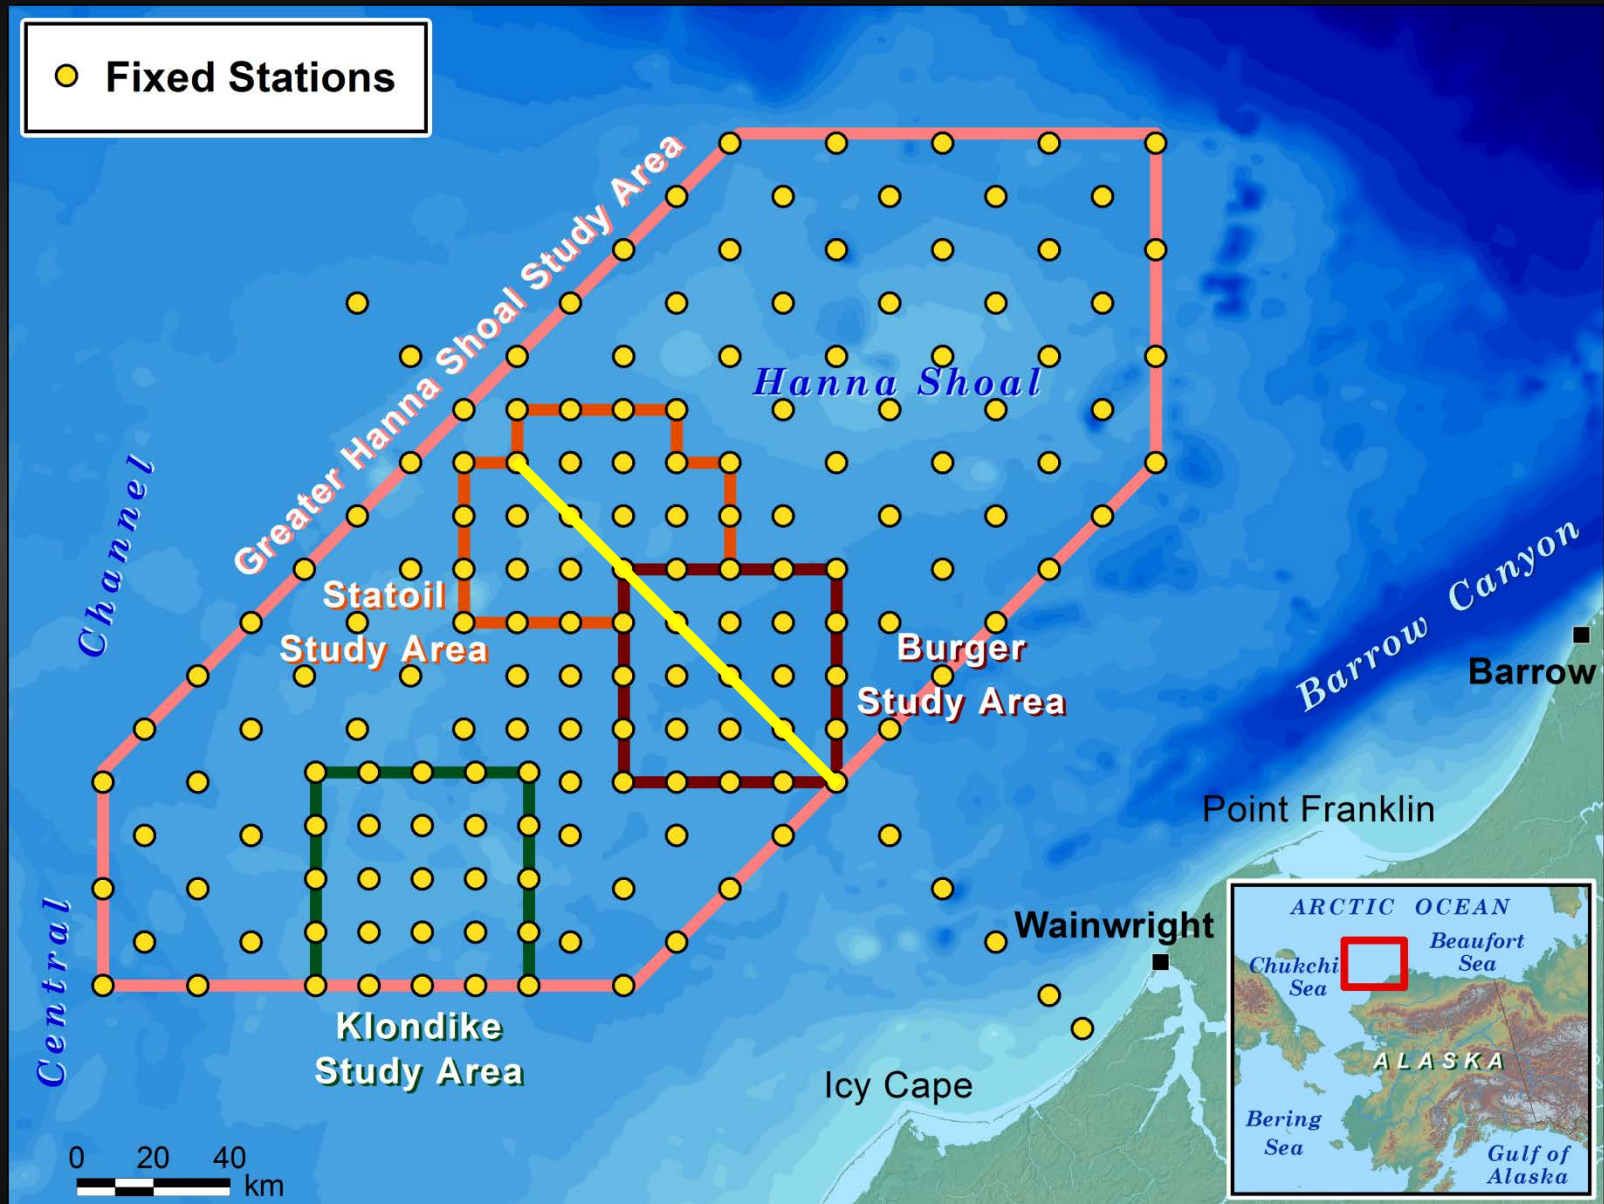 Fixed Stations
Greater Hanna Shoal Study Area
Hanna Shoal
Channel
Central
Statoil
Study Area
Burger
Study Area
Barrow Canyon
Barrow
Point Franklin
Wainwright
Klondike
Study Area
Icy Cape
0 20 40
km
ARCTIC OCEAN
Beaufort
Sea
Chukchi
Sea
ALASKA
Bering
Sea
Gulf of
Alaska